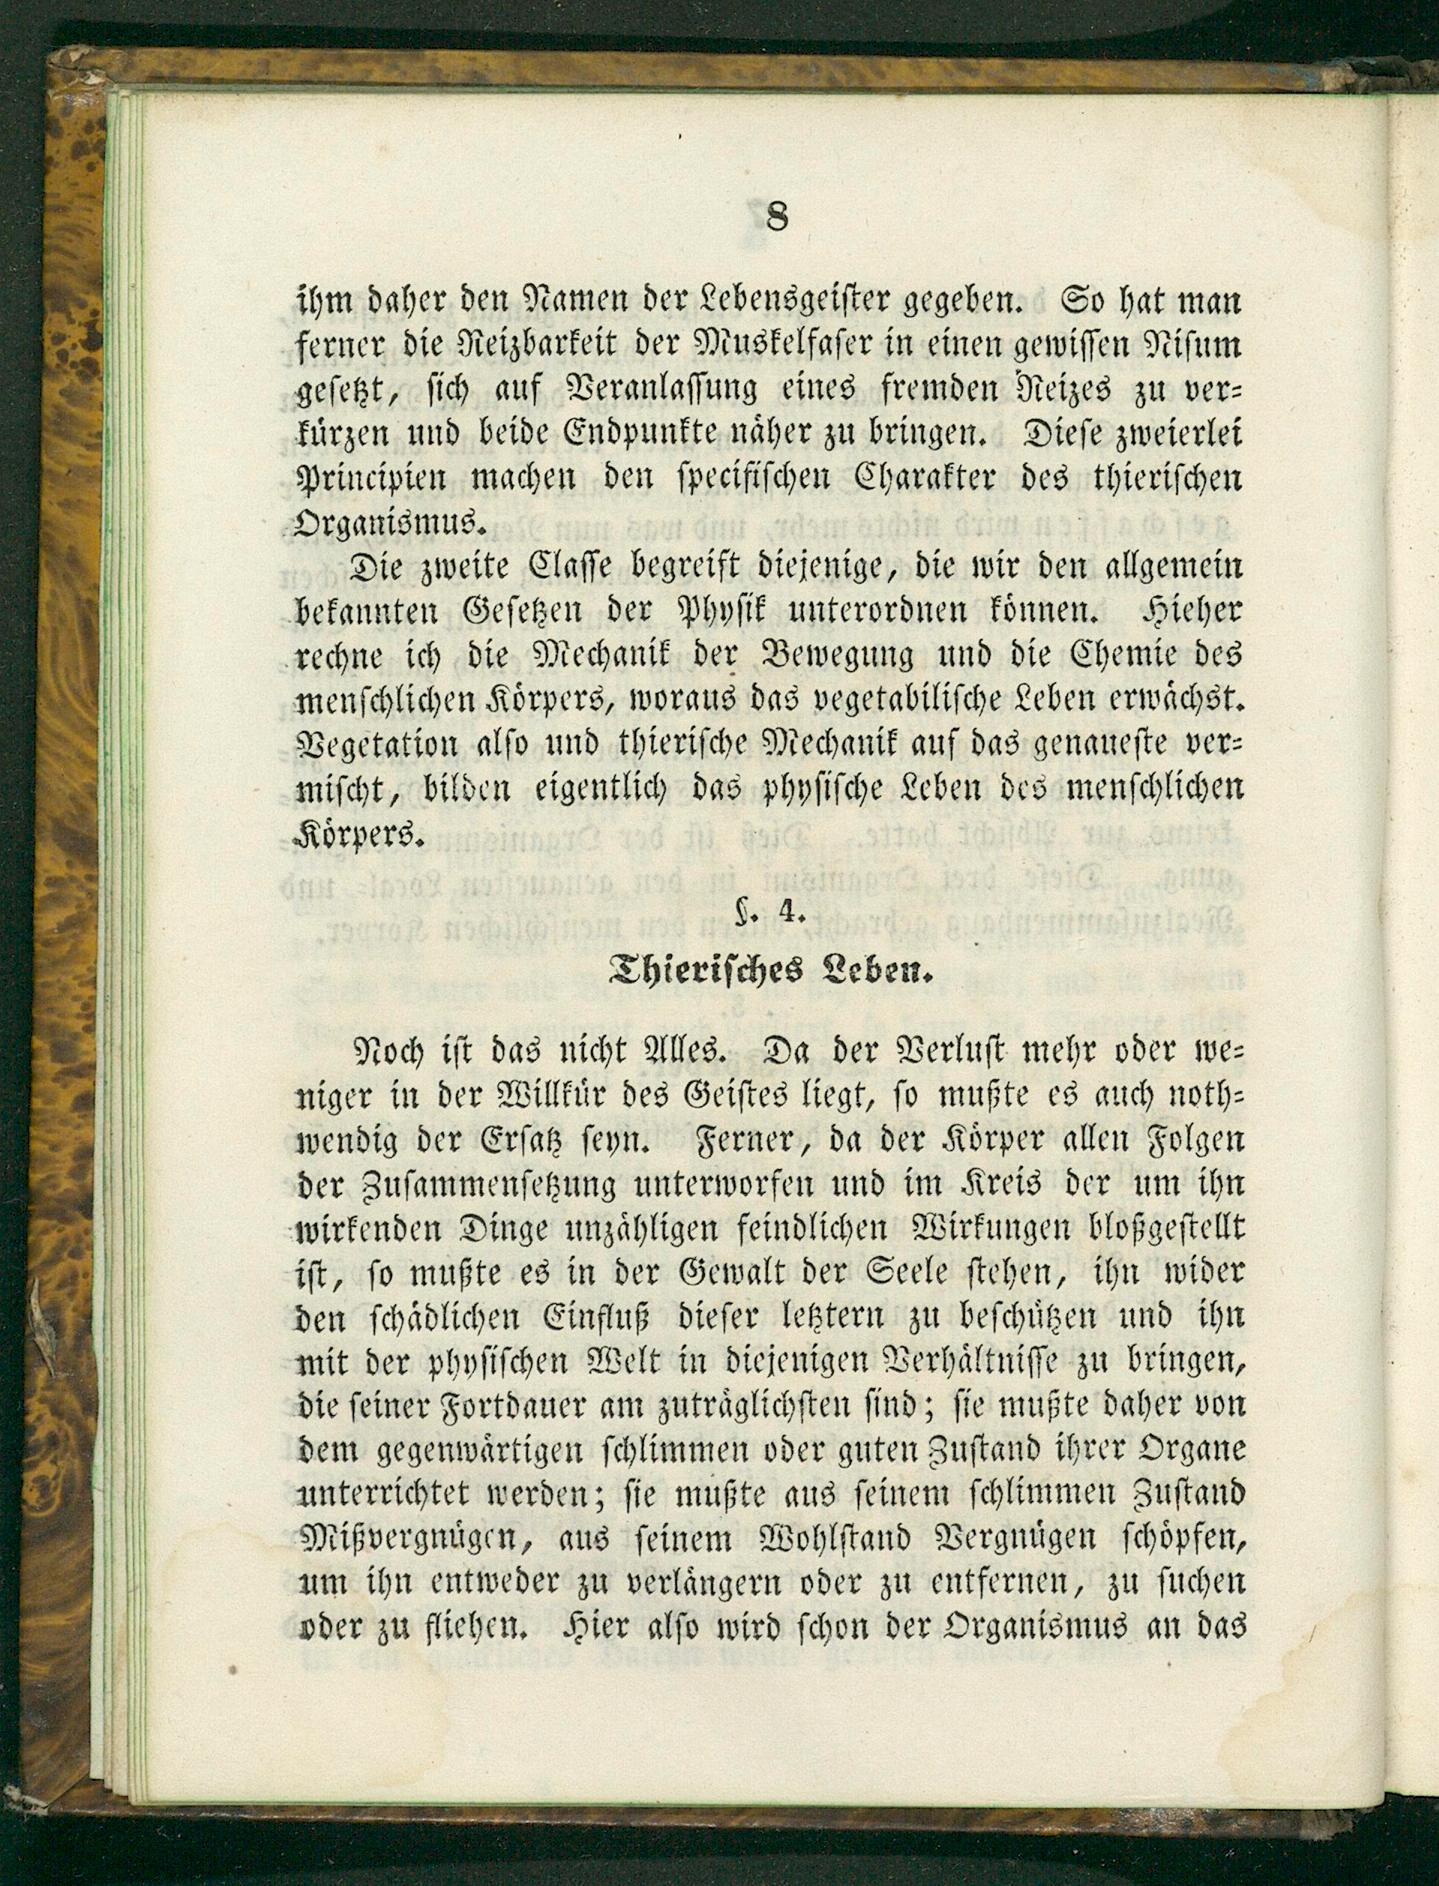 8
ihm daher den Namen der Lebensgeister gegeben. So hat man
ferner die Reizbarkeit der Muskelfaser in einen gewissen Nisum
gesetzt, sich auf Veranlassung eines fremden Reizes zu ver-
kürzen und beide Endpunkte näher zu bringen. Diese zweierlei
Principien machen den specifischen Charakter des thierischen
Organismus.
Die zweite Classe begreift diejenige, die wir den allgemein
bekannten Gesetzen der Physik unterordnen können. Hieher
rechne ich die Mechanik der Bewegung und die Chemie des
menschlichen Körpers, woraus das vegetabilische Leben erwächst.
Vegetation also und thierische Mechanik auf das genaueste ver-
mischt, bilden eigentlich das physische Leben des menschlichen
Körpers.
§. 4.
Thierisches Leben.
Noch ist das nicht Alles. Da der Verlust mehr oder we-
niger in der Willkür des Geistes liegt, so mußte es auch noth-
wendig der Ersatz seyn. Ferner, da der Körper allen Folgen
der Zusammensetzung unterworfen und im Kreis der um ihn
wirkenden Dinge unzähligen feindlichen Wirkungen bloßgestellt
ist, so mußte es in der Gewalt der Seele stehen, ihn wider
den schädlichen Einfluß dieser letztern zu beschützen und ihn
mit der physischen Welt in diejenigen Verhältnisse zu bringen,
die seiner Fortdauer am zuträglichsten sind; sie mußte daher von
dem gegenwärtigen schlimmen oder guten Zustand ihrer Organe
unterrichtet werden; sie mußte aus seinem schlimmen Zustand
Mißvergnügen, aus seinem Wohlstand Vergnügen schöpfen,
um ihn entweder zu verlängern oder zu entfernen, zu suchen
oder zu fliehen. Hier also wird schon der Organismus an das